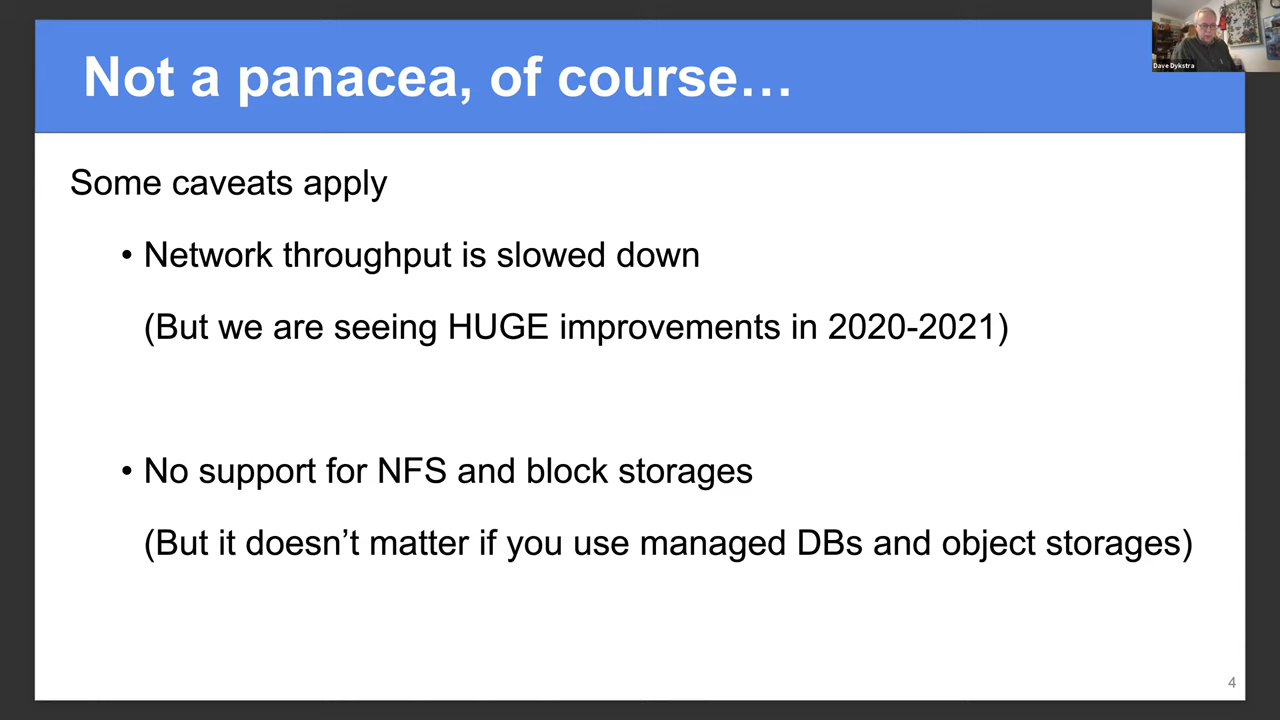 Not a panacea, of course…
Dave Dykstra
Some caveats apply
• Network throughput is slowed down
(But we are seeing HUGE improvements in 2020-2021)
• No support for NFS and block storages
(But it doesn’t matter if you use managed DBs and object storages)
4